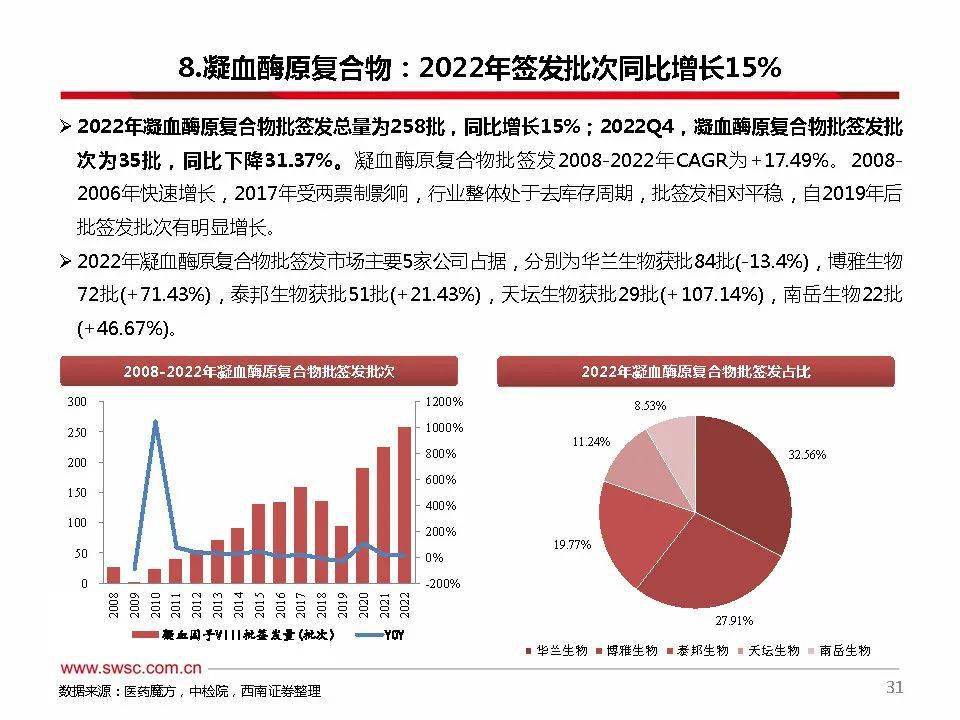 8.凝血酶原复合物：2022年签发批次同比增长15%
➢ 2022年凝血酶原复合物批签发总量为258批，同比增长15%；2022Q4，凝血酶原复合物批签发批
次为35批，同比下降31.37%。凝血酶原复合物批签发2008-2022年CAGR为+17.49%。2008-
2006年快速增长，2017年受两票制影响，行业整体处于去库存周期，批签发相对平稳，自2019年后
批签发批次有明显增长。
➢ 2022年凝血酶原复合物批签发市场主要5家公司占据，分别为华兰生物获批84批(-13.4%)，博雅生物
72批(+71.43%)，泰邦生物获批51批(+21.43%)，天坛生物获批29批(+107.14%)，南岳生物22批
(+46.67%)。
2008-2022年凝血酶原复合物批签发批次
300
250
200
150
100
50
0
1200%
1000%
800%
600%
400%
200%
0%
-200%
2008
2009
2010
2011
2012
2013
2014
2015
2016
2017
2018
2019
2020
2021
2022
凝血因子VIII批签发量(批次)
YOY
2022年凝血酶原复合物批签发占比
8.53%
11.24%
32.56%
19.77%
27.91%
华兰生物 博雅生物 泰邦生物 天坛生物 南岳生物
www.swsc.com.cn
数据来源：医药魔方，中检院，西南证券整理
31